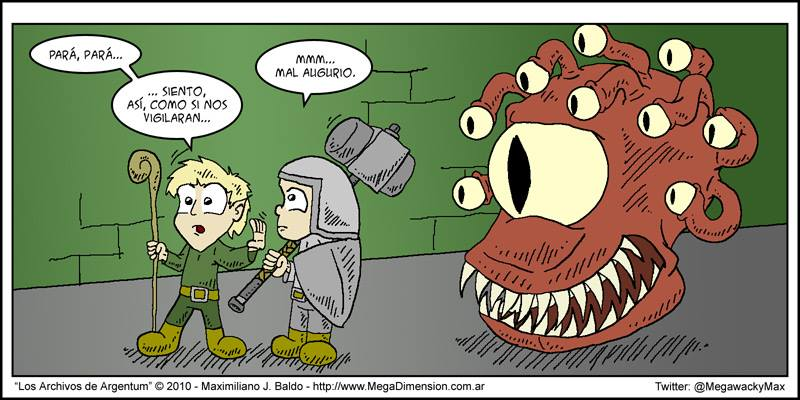 PARÁ, PARÁ...
... SIENTO,
ASÍ, COMO SI NOS
VIGILARAN...
MMM...
MAL AUGURIO.
"Los Archivos de Argentum" © 2010 - Maximiliano J. Baldo - http://www.MegaDimension.com.ar
Twitter: @MegawackyMax